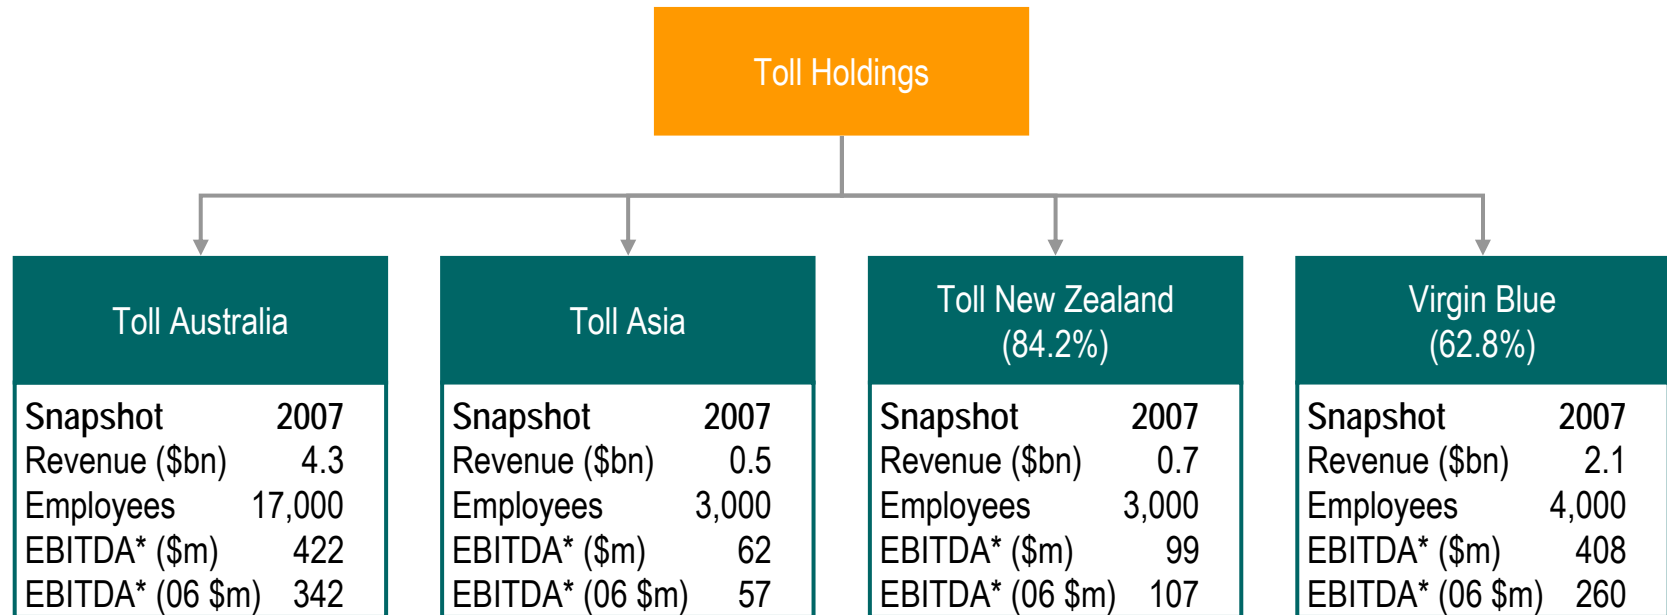 Toll Holdings
Toll Australia
Snapshot 2007
Revenue ($bn) 4.3
Employees 17,000
EBITDA* ($m) 422
EBITDA* (06 $m) 342
Toll Asia
Snapshot 2007
Revenue ($bn) 0.5
Employees 3,000
EBITDA* ($m) 62
EBITDA* (06 $m) 57
Toll New Zealand
(84.2%)
Snapshot 2007
Revenue ($bn) 0.7
Employees 3,000
EBITDA* ($m) 99
EBITDA* (06 $m) 107
Virgin Blue
(62.8%)
Snapshot 2007
Revenue ($bn) 2.1
Employees 4,000
EBITDA* ($m) 408
EBITDA* (06 $m) 260